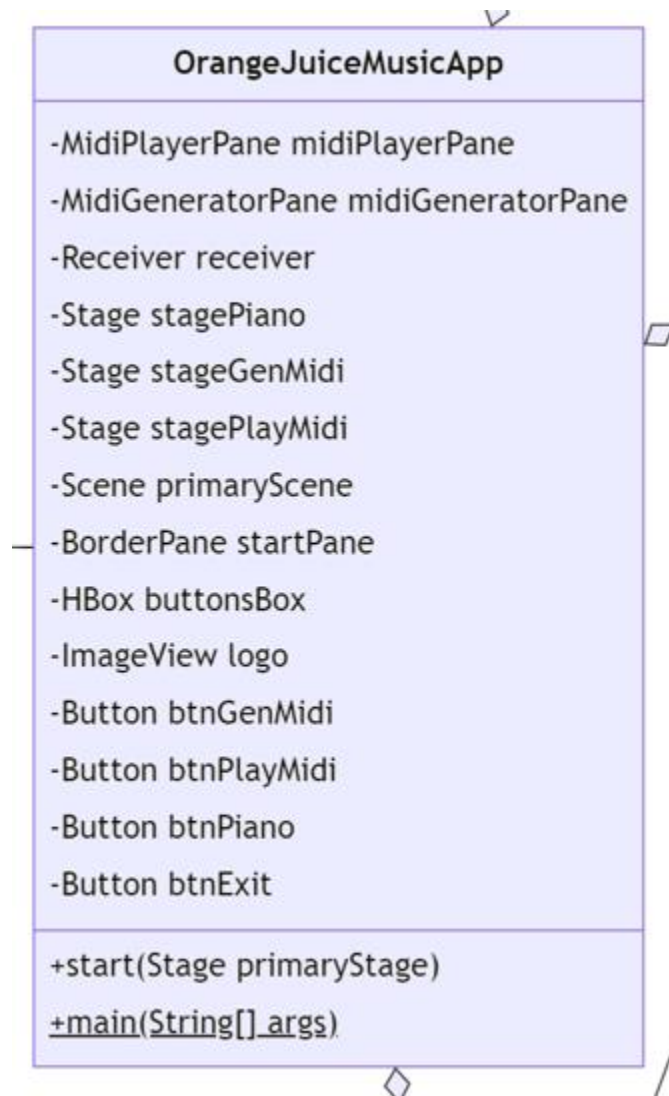 OrangeJuiceMusicApp
-MidiPlayerPane midiPlayerPane
-MidiGeneratorPane midiGeneratorPane
-Receiver receiver
-Stage stagePiano
-Stage stageGenMidi
-Stage stagePlayMidi
-Scene primaryScene
-BorderPane startPane
-HBox buttonsBox
-ImageView logo
-Button btnGenMidi
-Button btnPlayMidi
-Button btnPiano
-Button btnExit
+start(Stage primaryStage)
+main(String[] args)